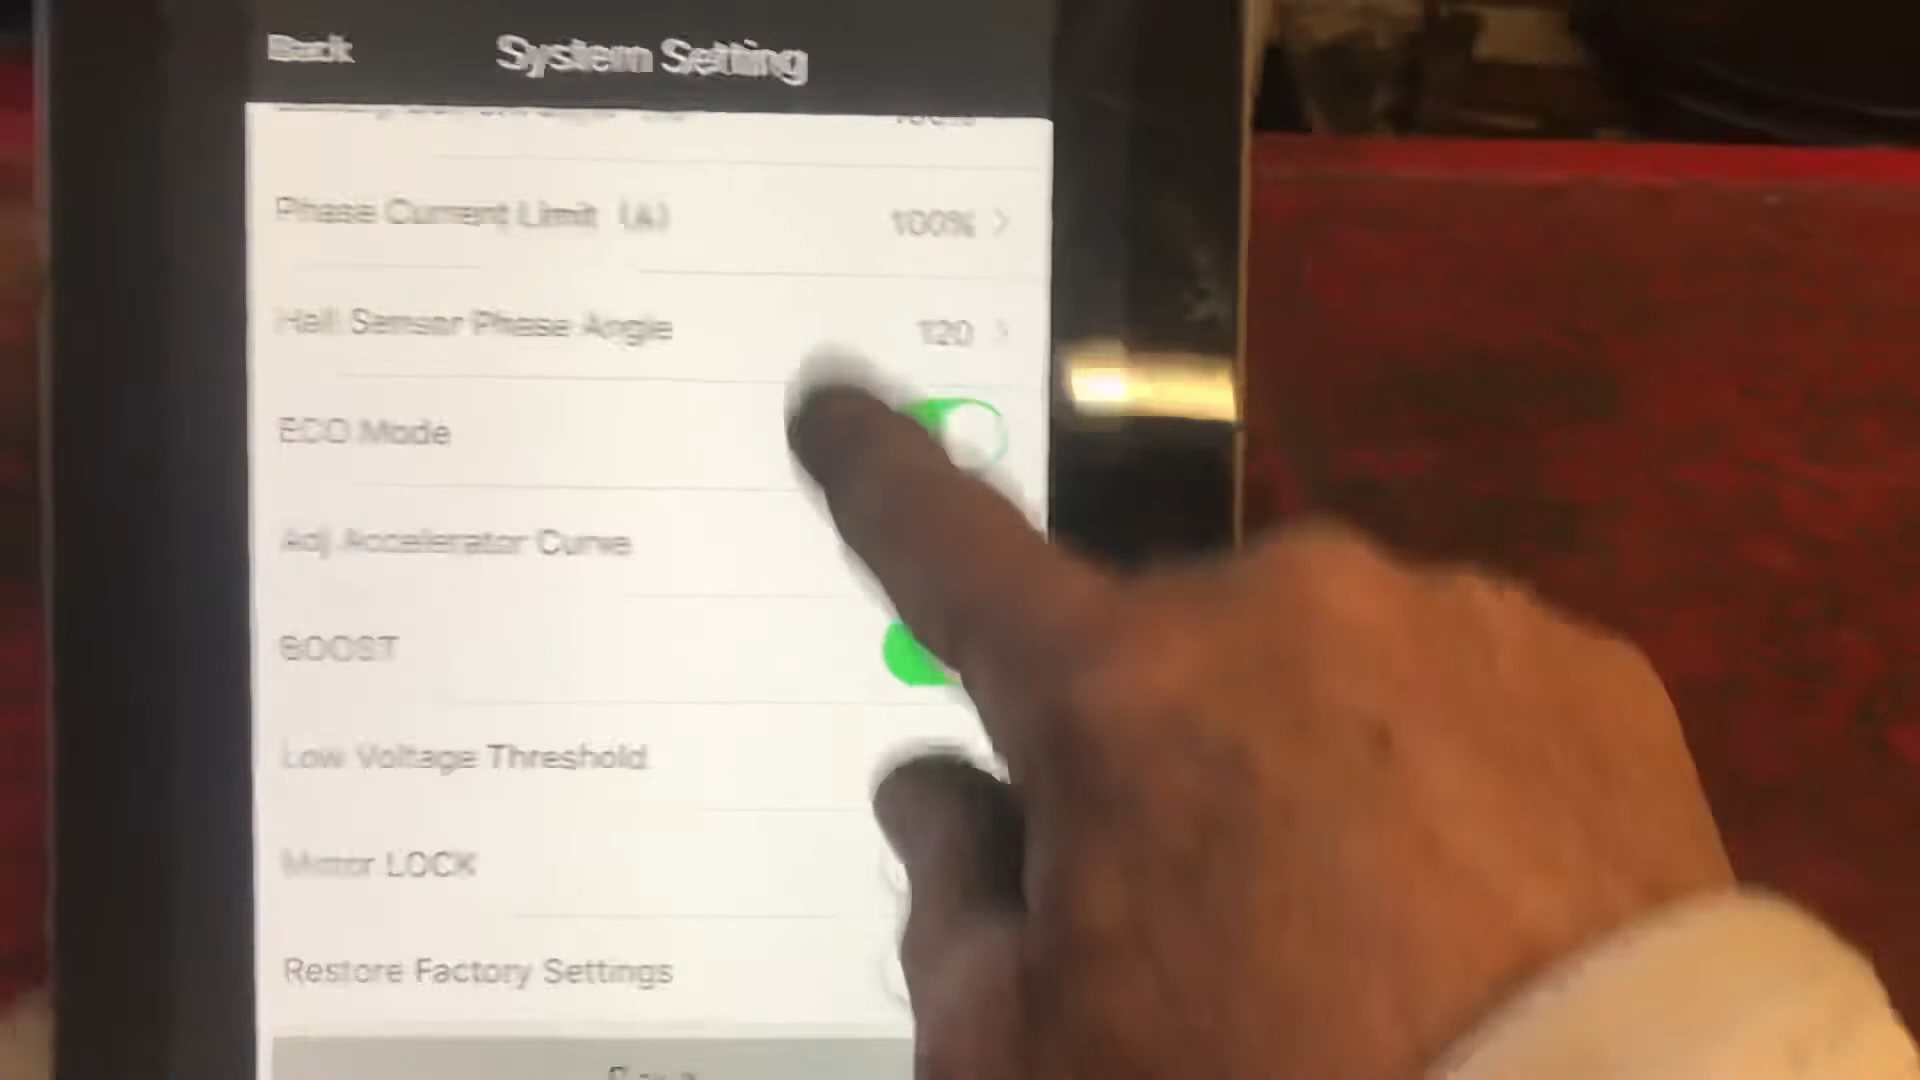 Back
System Setting
Phase Current Limit (A) 100%
Hall Sensor Phase Angle 120
ECO Mode
Adj Accelerator Curve
BOOST
Low Voltage Threshold
Motor LOCK
Restore Factory Settings